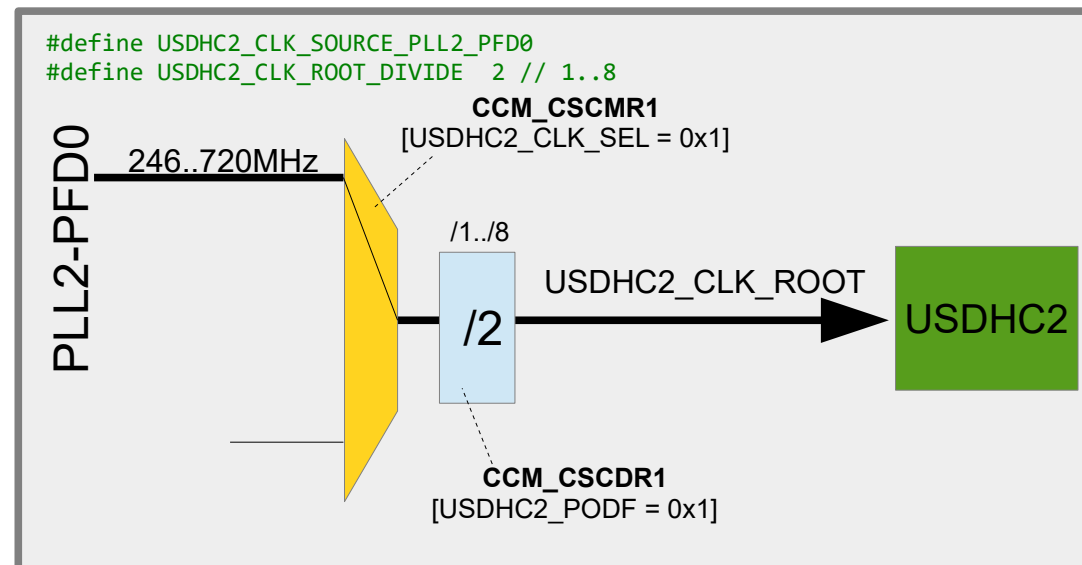 #define USDHC2_CLK_SOURCE_PLL2_PFD0
#define USDHC2_CLK_ROOT_DIVIDE  2 // 1..8
CCM_CSCMR1
[USDHC2_CLK_SEL = 0x1]
PLL2-PFD0
246..720MHz
/1../8
/2
USDHC2_CLK_ROOT
USDHC2
CCM_CSCDR1
[USDHC2_PODF = 0x1]